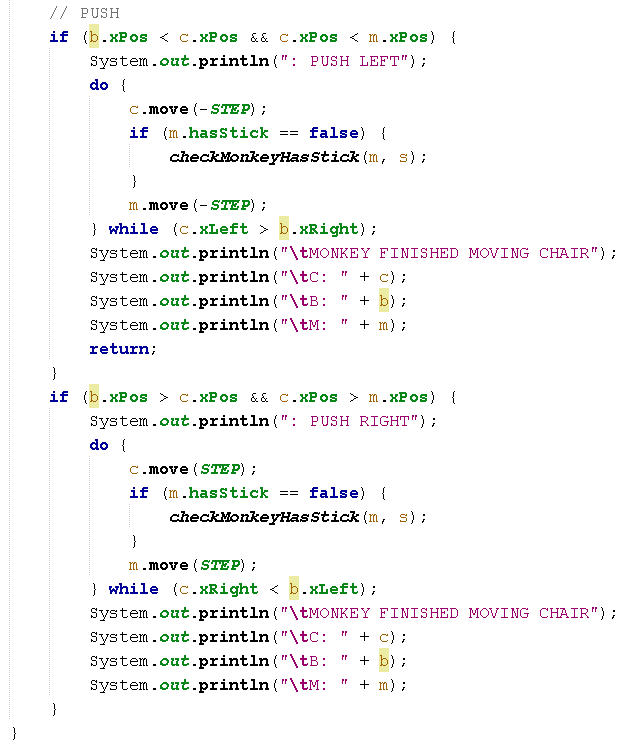 // PUSH
if (b.xPos < c.xPos && c.xPos < m.xPos) {
System.out.println(": PUSH LEFT");
do {
c.move(-STEP);
if (m.hasStick == false) {
checkMonkeyHasStick(m, s);
}
m.move(-STEP);
} while (c.xLeft > b.xRight);
System.out.println("\tMONKEY FINISHED MOVING CHAIR");
System.out.println("\tC: " + c);
System.out.println("\tB: " + b);
System.out.println("\tM: " + m);
return;
}
if (b.xPos > c.xPos && c.xPos > m.xPos) {
System.out.println(": PUSH RIGHT");
do {
c.move(STEP);
if (m.hasStick == false) {
checkMonkeyHasStick(m, s);
}
m.move(STEP);
} while (c.xRight < b.xLeft);
System.out.println("\tMONKEY FINISHED MOVING CHAIR");
System.out.println("\tC: " + c);
System.out.println("\tB: " + b);
System.out.println("\tM: " + m);
}
}